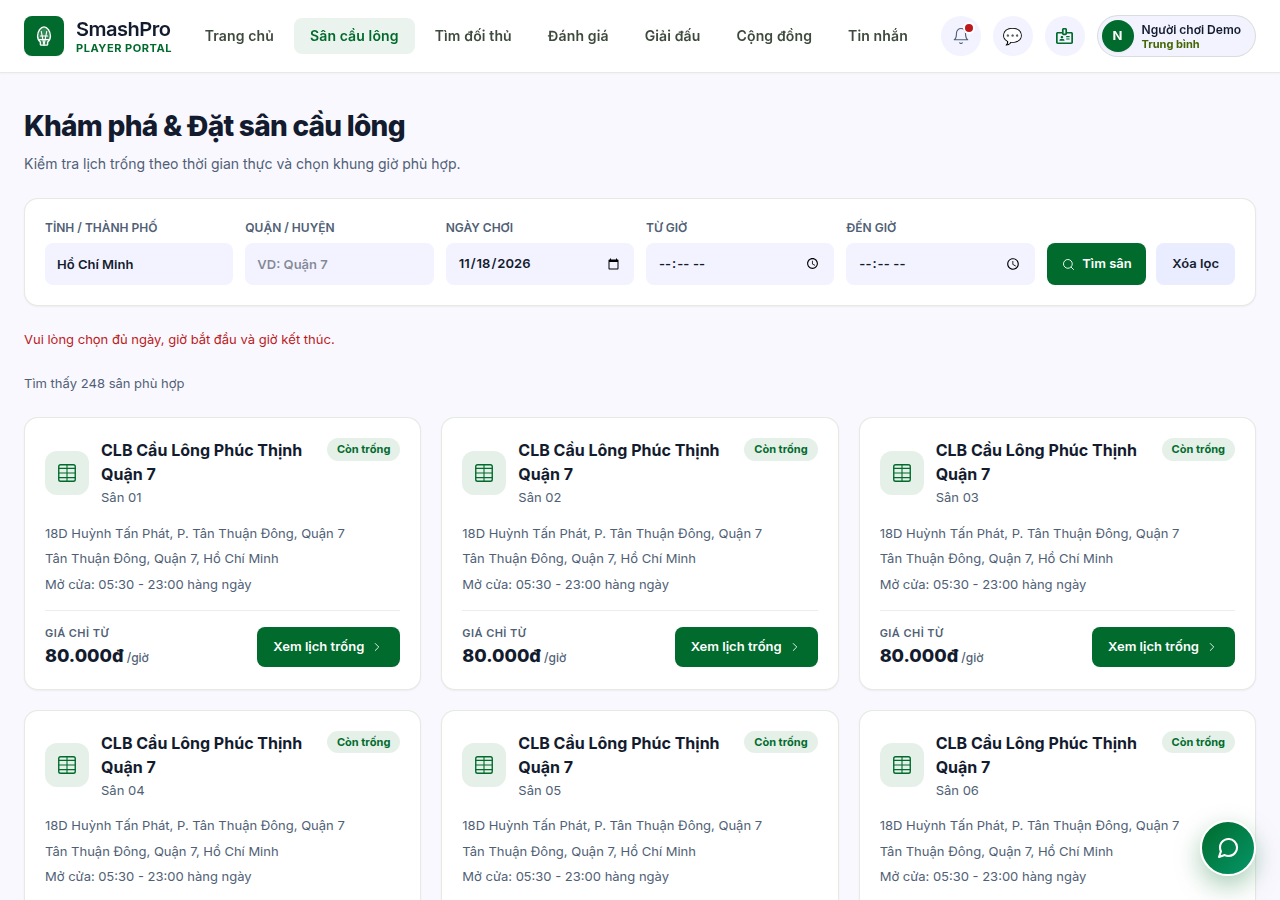 SmashPro
PLAYER PORTAL
Trang chủ
Sân cầu lông
Tìm đối thủ
Đánh giá
Giải đấu
Cộng đồng
Tin nhắn
N
Người chơi Demo
Trung bình
Khám phá & Đặt sân cầu lông
Kiểm tra lịch trống theo thời gian thực và chọn khung giờ phù hợp.
TỈNH / THÀNH PHỐ
QUẬN / HUYỆN
NGÀY CHƠI
TỪ GIỜ
ĐẾN GIỜ
Hồ Chí Minh
VD: Quận 7
11/18/2026
--:-- --
--:-- --
Tìm sân
Xóa lọc
Vui lòng chọn đủ ngày, giờ bắt đầu và giờ kết thúc.
Tìm thấy 248 sân phù hợp
CLB Cầu Lông Phúc Thịnh
Quận 7
Còn trống
Sân 01
18D Huỳnh Tấn Phát, P. Tân Thuận Đông, Quận 7
Tân Thuận Đông, Quận 7, Hồ Chí Minh
Mở cửa: 05:30 - 23:00 hàng ngày
GIÁ CHỈ TỪ
80.000đ /giờ
Xem lịch trống
CLB Cầu Lông Phúc Thịnh
Quận 7
Còn trống
Sân 02
18D Huỳnh Tấn Phát, P. Tân Thuận Đông, Quận 7
Tân Thuận Đông, Quận 7, Hồ Chí Minh
Mở cửa: 05:30 - 23:00 hàng ngày
GIÁ CHỈ TỪ
80.000đ /giờ
Xem lịch trống
CLB Cầu Lông Phúc Thịnh
Quận 7
Còn trống
Sân 03
18D Huỳnh Tấn Phát, P. Tân Thuận Đông, Quận 7
Tân Thuận Đông, Quận 7, Hồ Chí Minh
Mở cửa: 05:30 - 23:00 hàng ngày
GIÁ CHỈ TỪ
80.000đ /giờ
Xem lịch trống
CLB Cầu Lông Phúc Thịnh
Quận 7
Còn trống
Sân 04
18D Huỳnh Tấn Phát, P. Tân Thuận Đông, Quận 7
Tân Thuận Đông, Quận 7, Hồ Chí Minh
Mở cửa: 05:30 - 23:00 hàng ngày
CLB Cầu Lông Phúc Thịnh
Quận 7
Còn trống
Sân 05
18D Huỳnh Tấn Phát, P. Tân Thuận Đông, Quận 7
Tân Thuận Đông, Quận 7, Hồ Chí Minh
Mở cửa: 05:30 - 23:00 hàng ngày
CLB Cầu Lông Phúc Thịnh
Quận 7
Còn trống
Sân 06
18D Huỳnh Tấn Phát, P. Tân Thuận Đông, Quận 7
Tân Thuận Đông, Quận 7, Hồ Chí Minh
Mở cửa: 05:30 - 23:00 hàng ngày